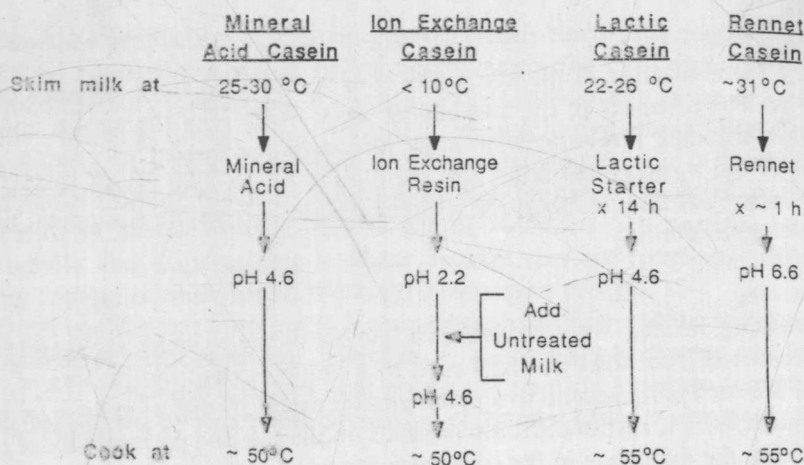 Mineral Ion Exchange Lactic Rennet
Acid Casein Casein Casein Casein
Skim milk at 25-30 °C < 10°C 22-26 °C ~31°C
Mineral Ion Exchange Lactic Rennet
Acid Resin Starter
x 14 h x ~ 1 h
pH 4.6 pH 2.2 pH 4.6 pH 6.6
Add
Untreated
Milk
pH 4.6
Cook at ~ 50°C ~ 50°C ~ 55°C ~ 55°C